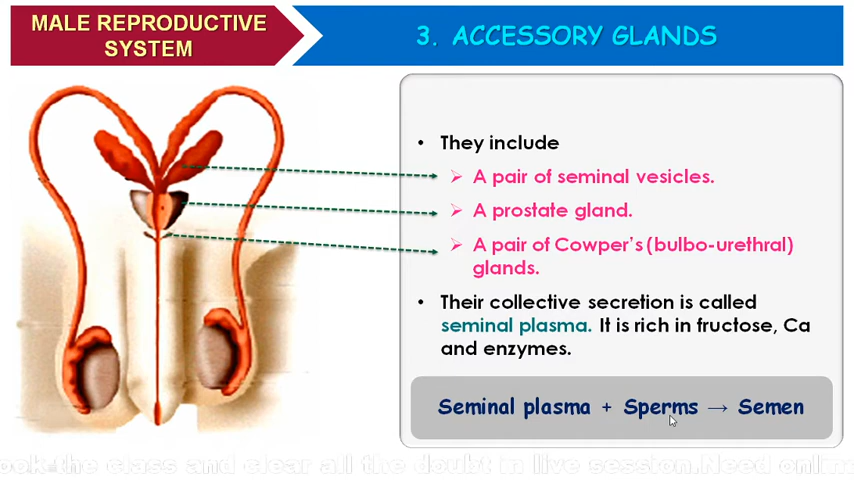 MALE REPRODUCTIVE
SYSTEM
3. ACCESSORY GLANDS
• They include
➢ A pair of seminal vesicles.
➢ A prostate gland.
➢ A pair of Cowper's (bulbo-urethral)
glands.
• Their collective secretion is called
seminal plasma. It is rich in fructose, Ca
and enzymes.
Seminal plasma + Sperms → Semen
the class and clear all the doubt in live session.Need